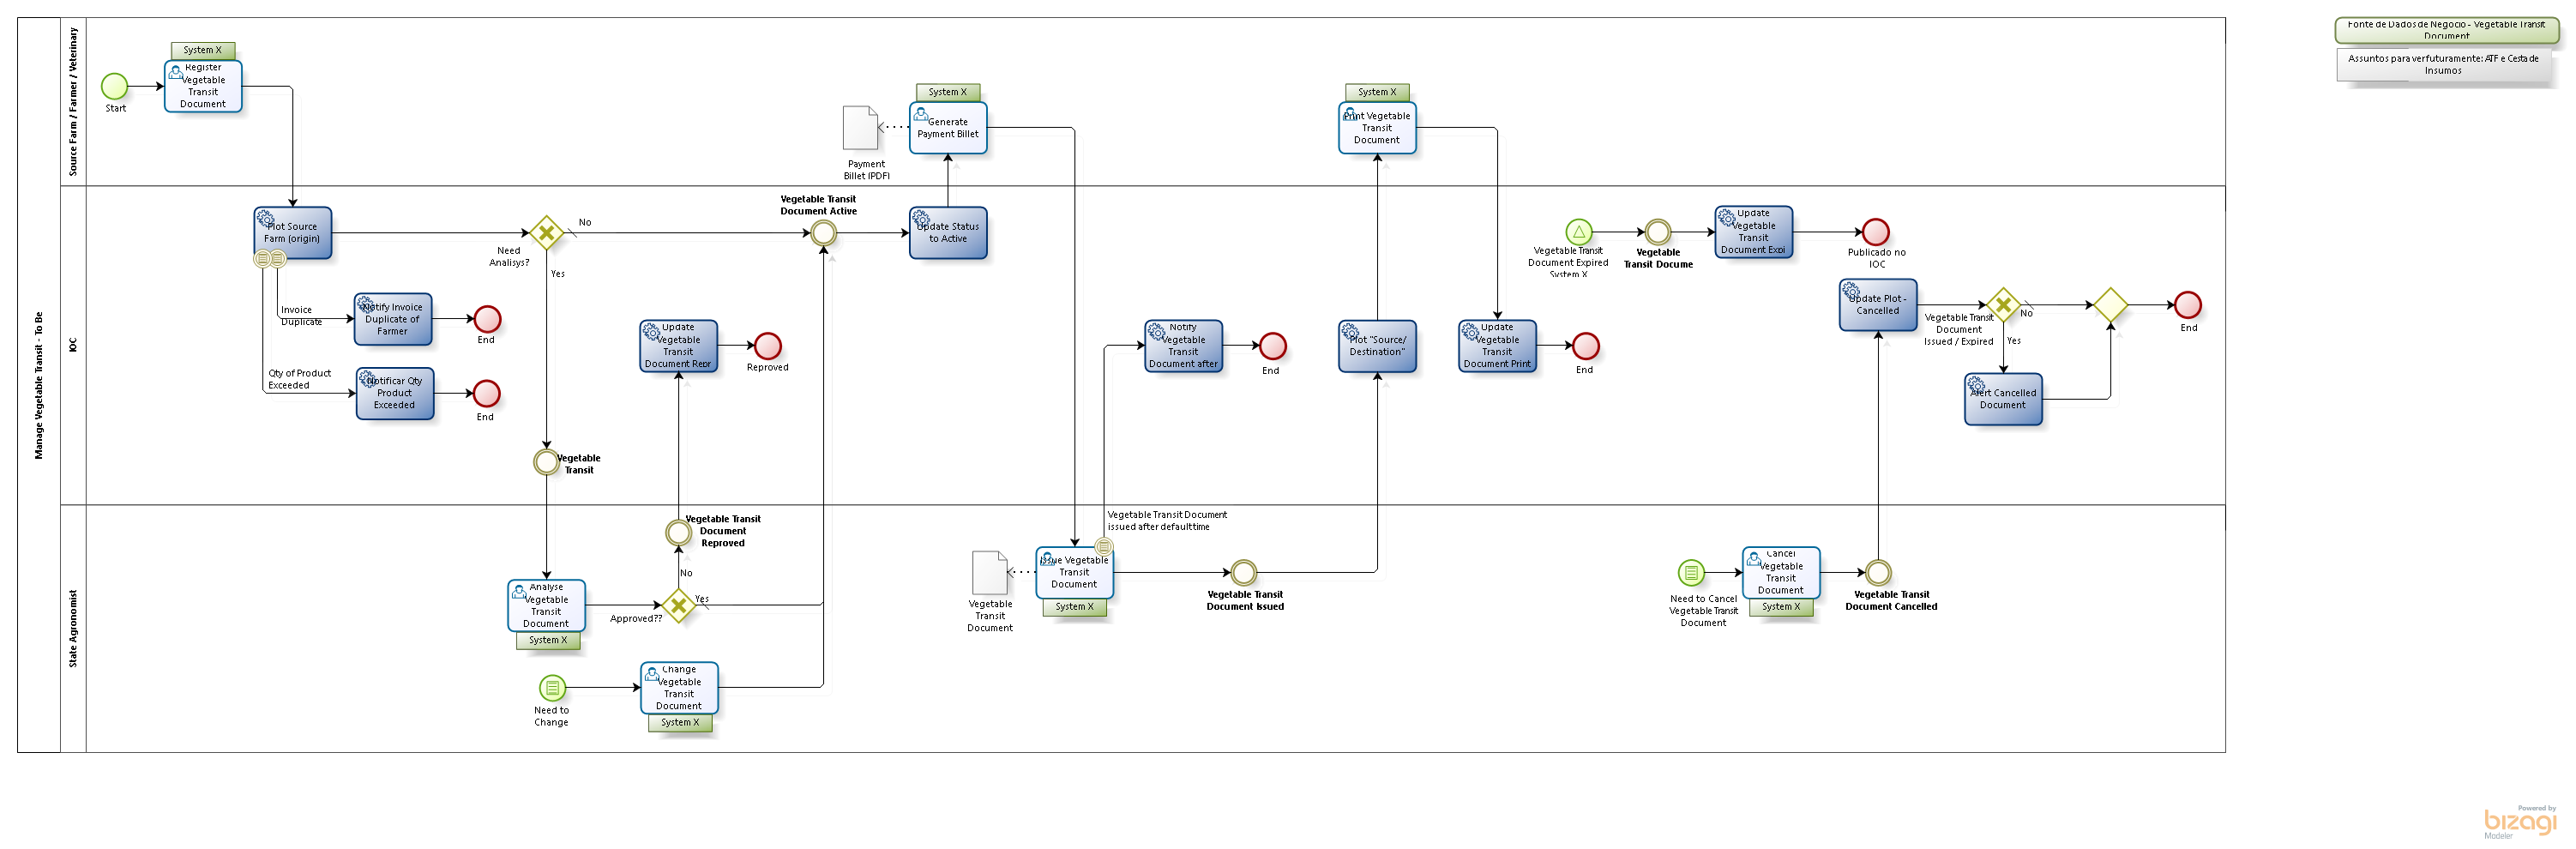 Manage Vegetable Transit - To Be
Source Farm / Farmer / Veterinary
System X
Register
Vegetable
Transit
Document
Start
System X
Generate
Payment Billet
Payment
Billet (PDF)
System X
Print Vegetable
Transit
Document
IOC
Plot Source
Farm (origin)
Invoice
Duplicate
Notify Invoice
Duplicate of
Farmer
End
Qty of Product
Exceeded
Notificar Qty
Product
Exceeded
End
Need
Analisys?
No
Yes
Vegetable
Transit
Update
Vegetable
Transit
Document Repr
Reproved
Vegetable Transit
Document Active
Update Status
to Active
Notify
Vegetable
Transit
Document after
End
Plot "Source/
Destination"
Update
Vegetable
Transit
Document Print
End
Vegetable Transit
Document Expired
System X
Vegetable
Transit Docume
Update
Vegetable
Transit
Document Expi
Publicado no
IOC
Update Plot -
Cancelled
Vegetable Transit
Document
Issued / Expired
No
Yes
Alert Cancelled
Document
End
State Agronomist
Analyse
Vegetable
Transit
Document
System X
Approved??
No
Yes
Vegetable Transit
Document
Reproved
Need to
Change
Change
Vegetable
Transit
Document
System X
Vegetable Transit Document
issued after default time
Issue Vegetable
Transit
Document
System X
Vegetable
Transit
Document
Vegetable Transit
Document Issued
Need to Cancel
Vegetable Transit
Document
Cancel
Vegetable
Transit
Document
System X
Vegetable Transit
Document Cancelled
Fonte de Dados de Negocio - Vegetable Transit
Document
Assuntos para ver futuramente: ATF e Cesta de
Insumos
Powered by
bizagi
Modeler